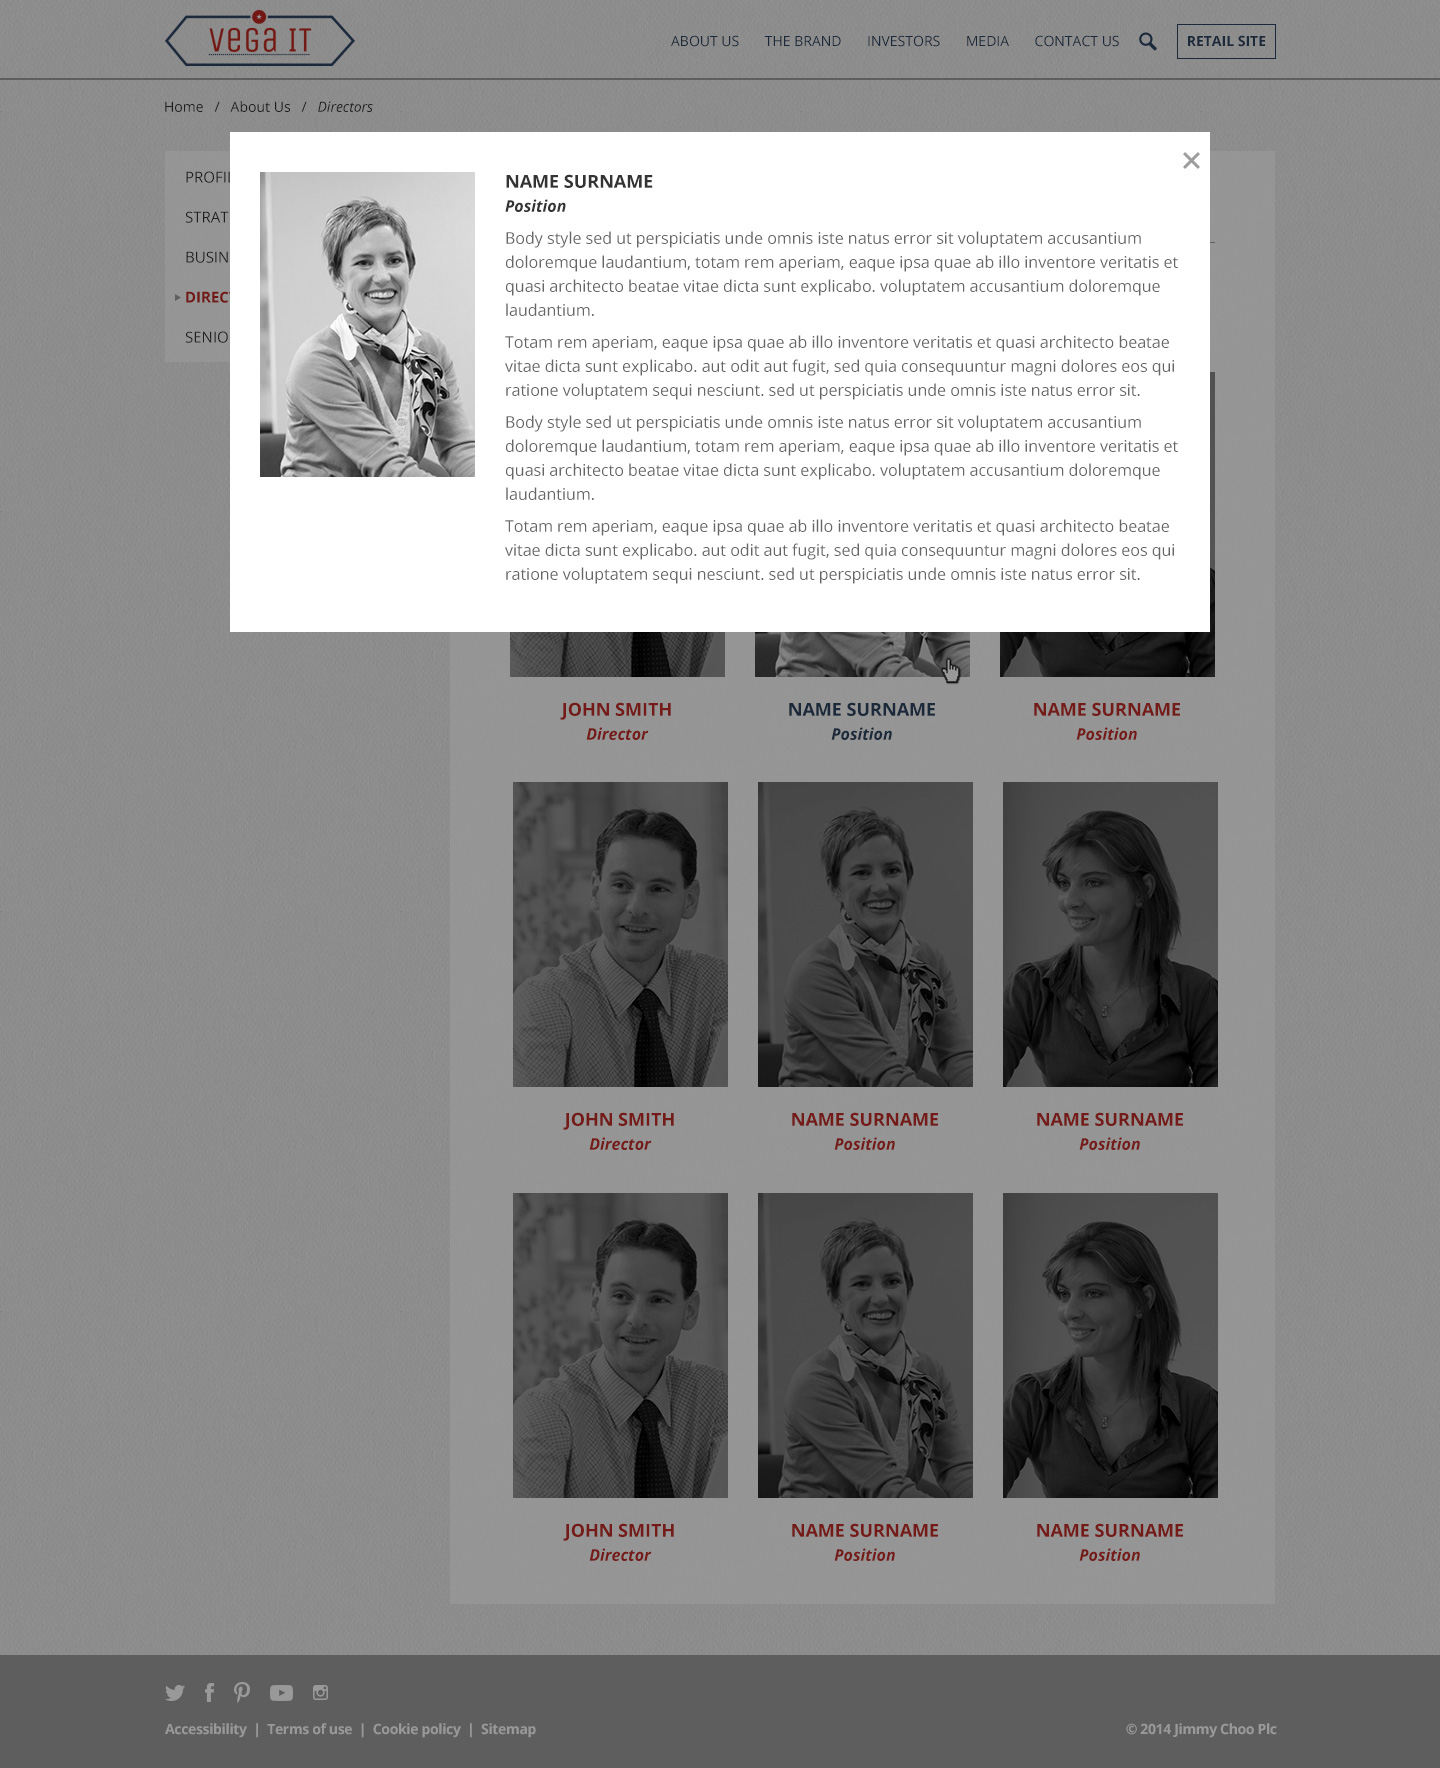 vega IT
ABOUT US THE BRAND INVESTORS MEDIA CONTACT US RETAIL SITE
Home / About Us / Directors
PROFI
STRAT
BUSIN
DIREC
SENIO
NAME SURNAME
Position
Body style sed ut perspiciatis unde omnis iste natus error sit voluptatem accusantium
doloremque laudantium, totam rem aperiam, eaque ipsa quae ab illo inventore veritatis et
quasi architecto beatae vitae dicta sunt explicabo. voluptatem accusantium doloremque
laudantium.
Totam rem aperiam, eaque ipsa quae ab illo inventore veritatis et quasi architecto beatae
vitae dicta sunt explicabo. aut odit aut fugit, sed quia consequuntur magni dolores eos qui
ratione voluptatem sequi nesciunt. sed ut perspiciatis unde omnis iste natus error sit.
Body style sed ut perspiciatis unde omnis iste natus error sit voluptatem accusantium
doloremque laudantium, totam rem aperiam, eaque ipsa quae ab illo inventore veritatis et
quasi architecto beatae vitae dicta sunt explicabo. voluptatem accusantium doloremque
laudantium.
Totam rem aperiam, eaque ipsa quae ab illo inventore veritatis et quasi architecto beatae
vitae dicta sunt explicabo. aut odit aut fugit, sed quia consequuntur magni dolores eos qui
ratione voluptatem sequi nesciunt. sed ut perspiciatis unde omnis iste natus error sit.
JOHN SMITH NAME SURNAME NAME SURNAME
Director Position Position
JOHN SMITH NAME SURNAME NAME SURNAME
Director Position Position
JOHN SMITH NAME SURNAME NAME SURNAME
Director Position Position
Accessibility | Terms of use | Cookie policy | Sitemap © 2014 Jimmy Choo Plc